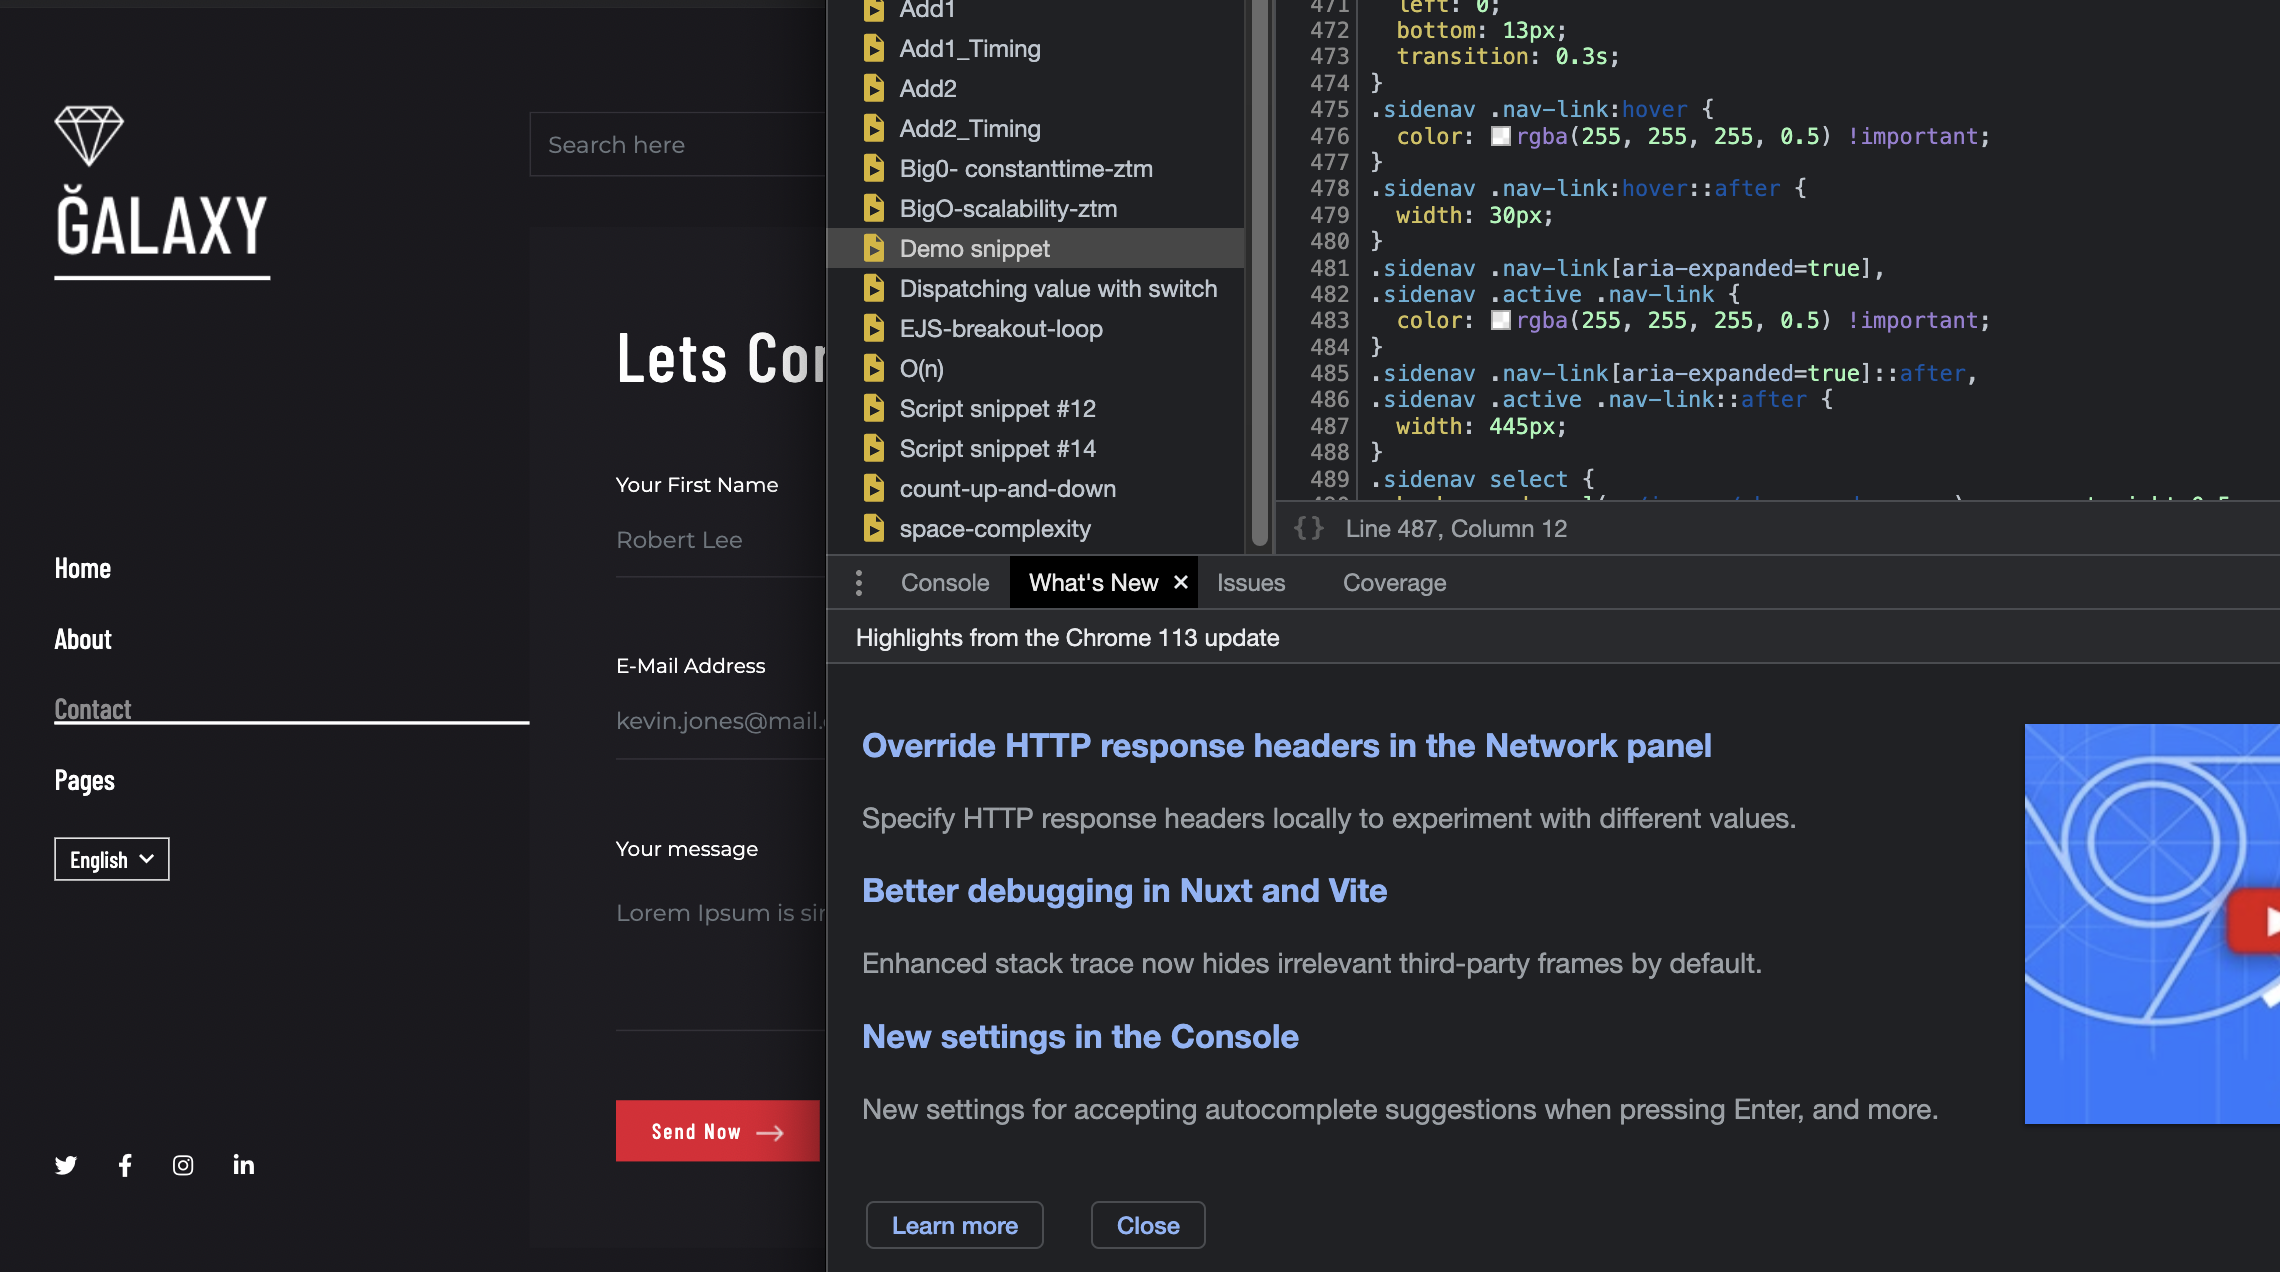 ĞALAXY
Home
About
Contact
Pages
English
Search here
Lets Con
Your First Name
Robert Lee
E-Mail Address
kevin.jones@mail.
Your message
Lorem Ipsum is sin
Send Now
Add1
Add1_Timing
Add2
Add2_Timing
Big0- constanttime-ztm
BigO-scalability-ztm
Demo snippet
Dispatching value with switch
EJS-breakout-loop
O(n)
Script snippet #12
Script snippet #14
count-up-and-down
space-complexity
471 left: 0;
472 bottom: 13px;
473 transition: 0.3s;
474 }
475 .sidenav .nav-link:hover {
476 color: rgba(255, 255, 255, 0.5) !important;
477 }
478 .sidenav .nav-link:hover::after {
479 width: 30px;
480 }
481 .sidenav .nav-link[aria-expanded=true],
482 .sidenav .active .nav-link {
483 color: rgba(255, 255, 255, 0.5) !important;
484 }
485 .sidenav .nav-link[aria-expanded=true]::after,
486 .sidenav .active .nav-link::after {
487 width: 445px;
488 }
489 .sidenav select {
{} Line 487, Column 12
Console What's New × Issues Coverage
Highlights from the Chrome 113 update
Override HTTP response headers in the Network panel
Specify HTTP response headers locally to experiment with different values.
Better debugging in Nuxt and Vite
Enhanced stack trace now hides irrelevant third-party frames by default.
New settings in the Console
New settings for accepting autocomplete suggestions when pressing Enter, and more.
Learn more Close